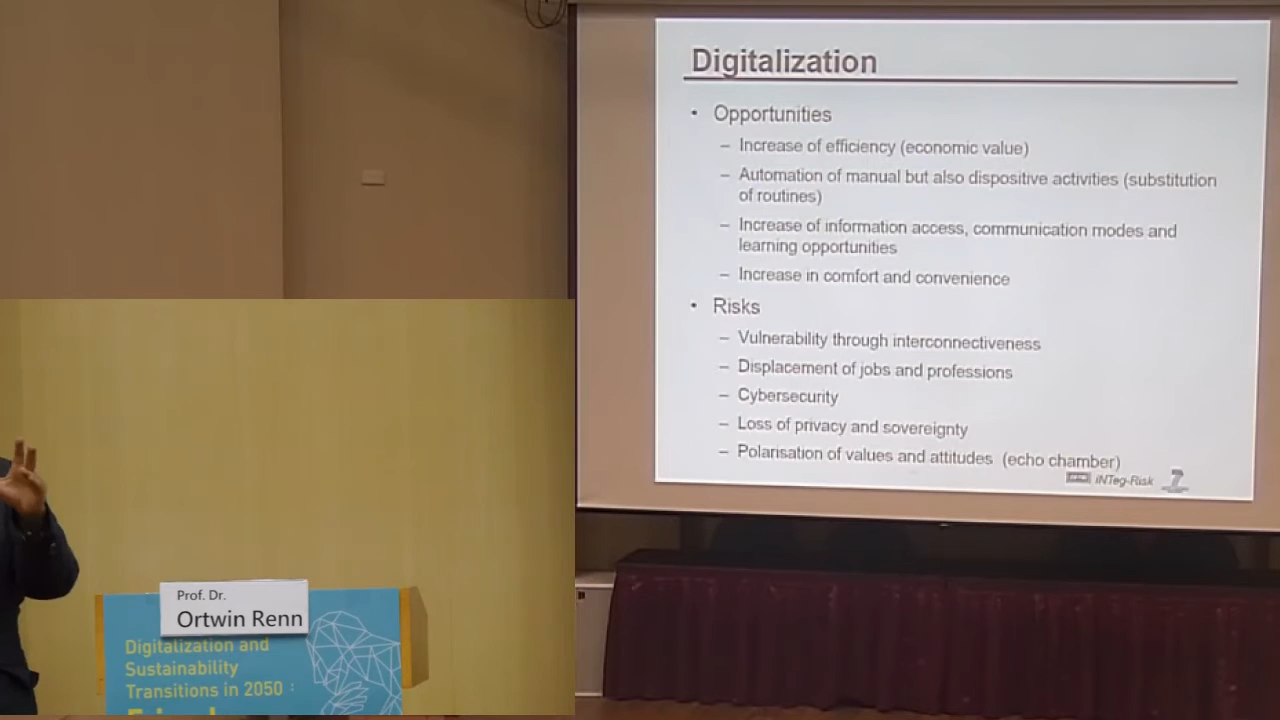 Digitalization
• Opportunities
– Increase of efficiency (economic value)
– Automation of manual but also dispositive activities (substitution
of routines)
– Increase of information access, communication modes and
learning opportunities
– Increase in comfort and convenience
• Risks
– Vulnerability through interconnectiveness
– Displacement of jobs and professions
– Cybersecurity
– Loss of privacy and sovereignty
– Polarisation of values and attitudes (echo chamber)
iNTeg-Risk
Prof. Dr.
Ortwin Renn
Digitalization and
Sustainability
Transitions in 2050 :